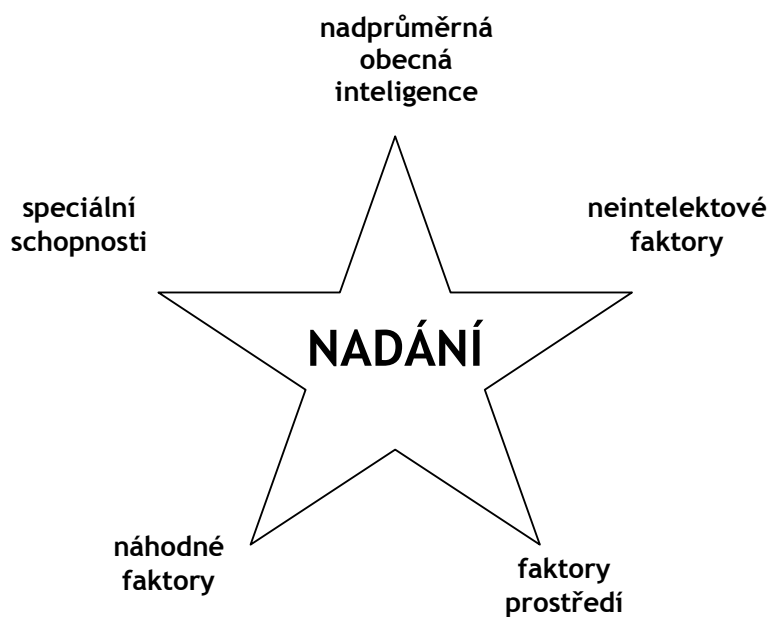 nadprůměrná
obecná
inteligence
speciální
schopnosti
neintelektové
faktory
NADÁNÍ
náhodné
faktory
faktory
prostředí